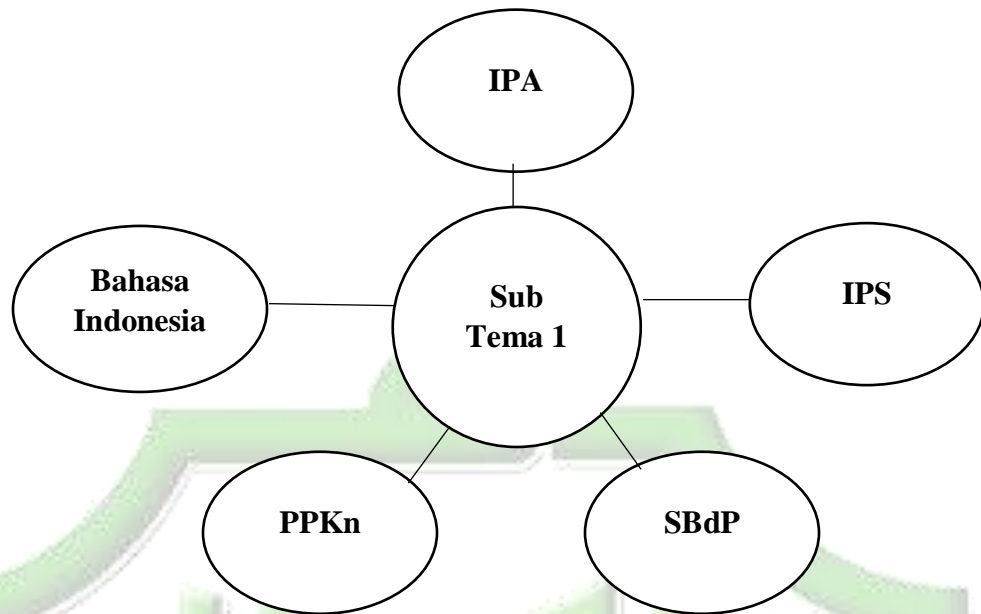 IPA
Bahasa
Indonesia
Sub
Tema 1
IPS
PPKn
SBdP